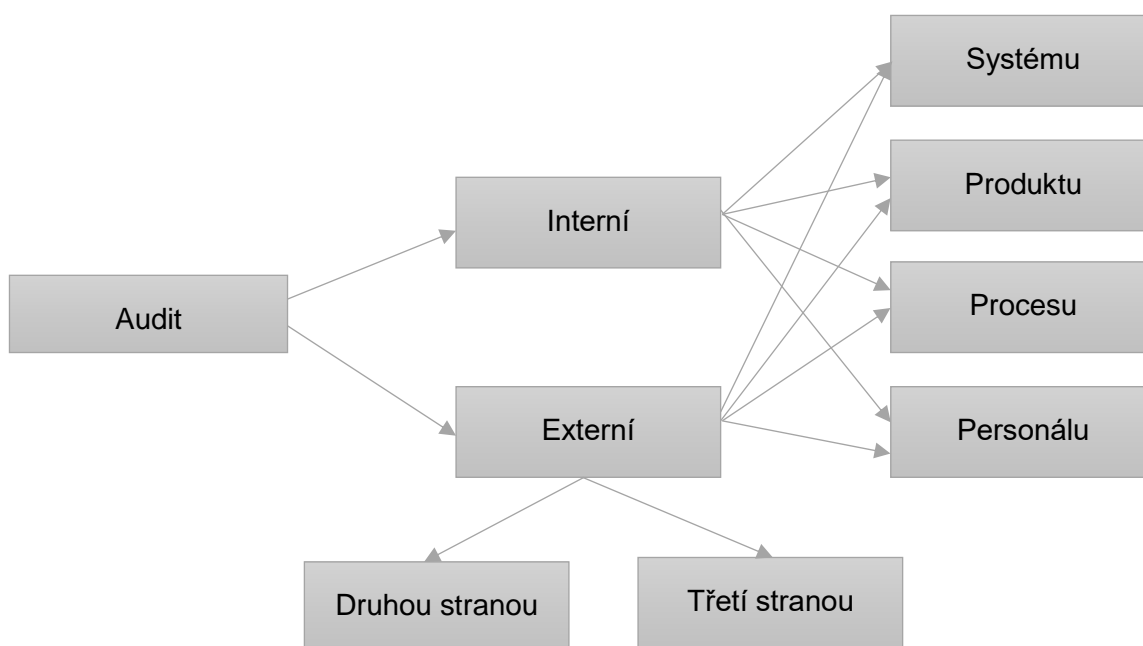 Systému
Produktu
Interní
Procesu
Audit
Personálu
Externí
Druhou stranou
Třetí stranou